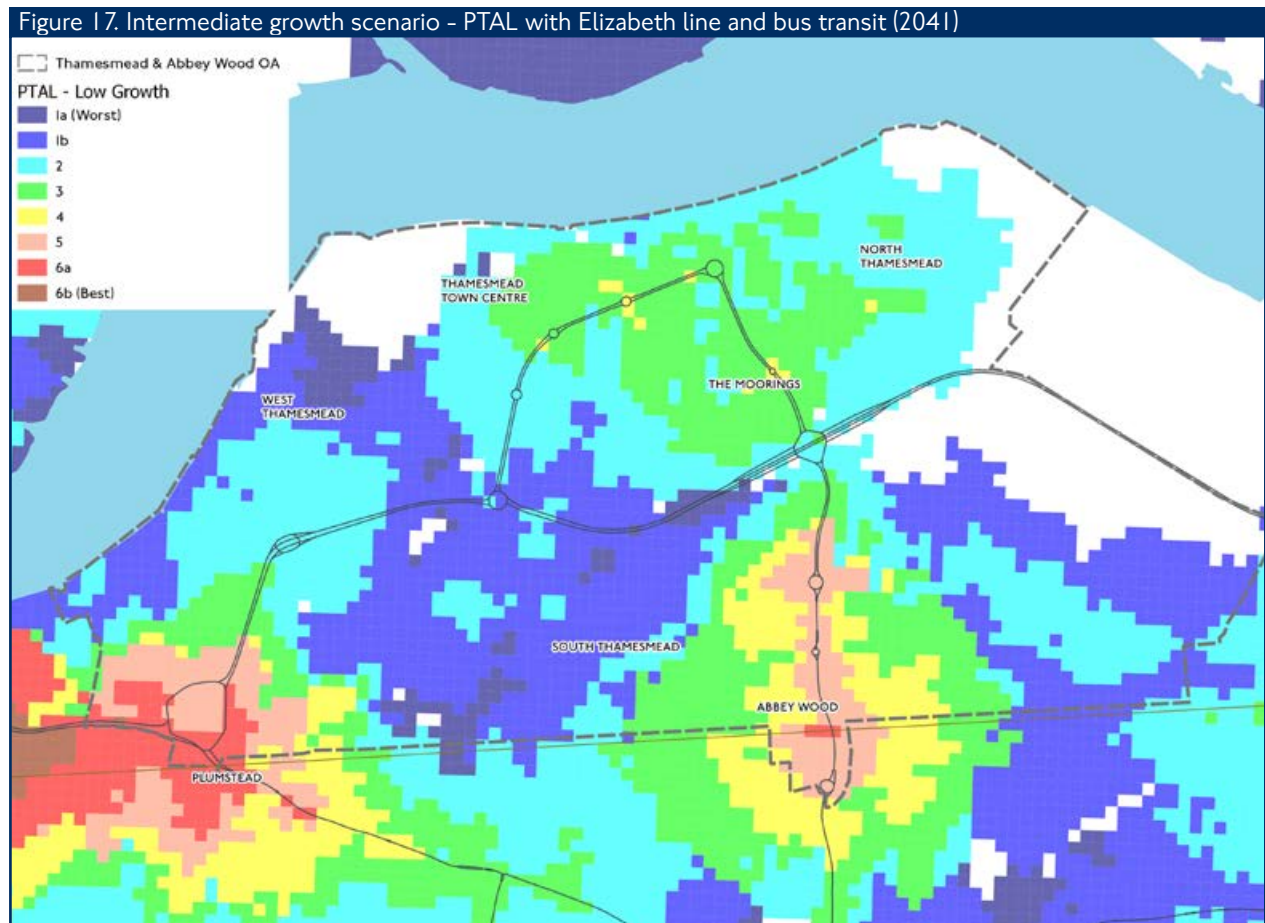 Figure 17. Intermediate growth scenario - PTAL with Elizabeth line and bus transit (2041)
Thamesmead & Abbey Wood OA
PTAL - Low Growth
1a (Worst)
1b
2
3
4
5
6a
6b (Best)
NORTH
THAMESMEAD
THAMESMEAD
TOWN CENTRE
THE MOORINGS
WEST
THAMESMEAD
SOUTH THAMESMEAD
ABBEY WOOD
PLUMSTEAD